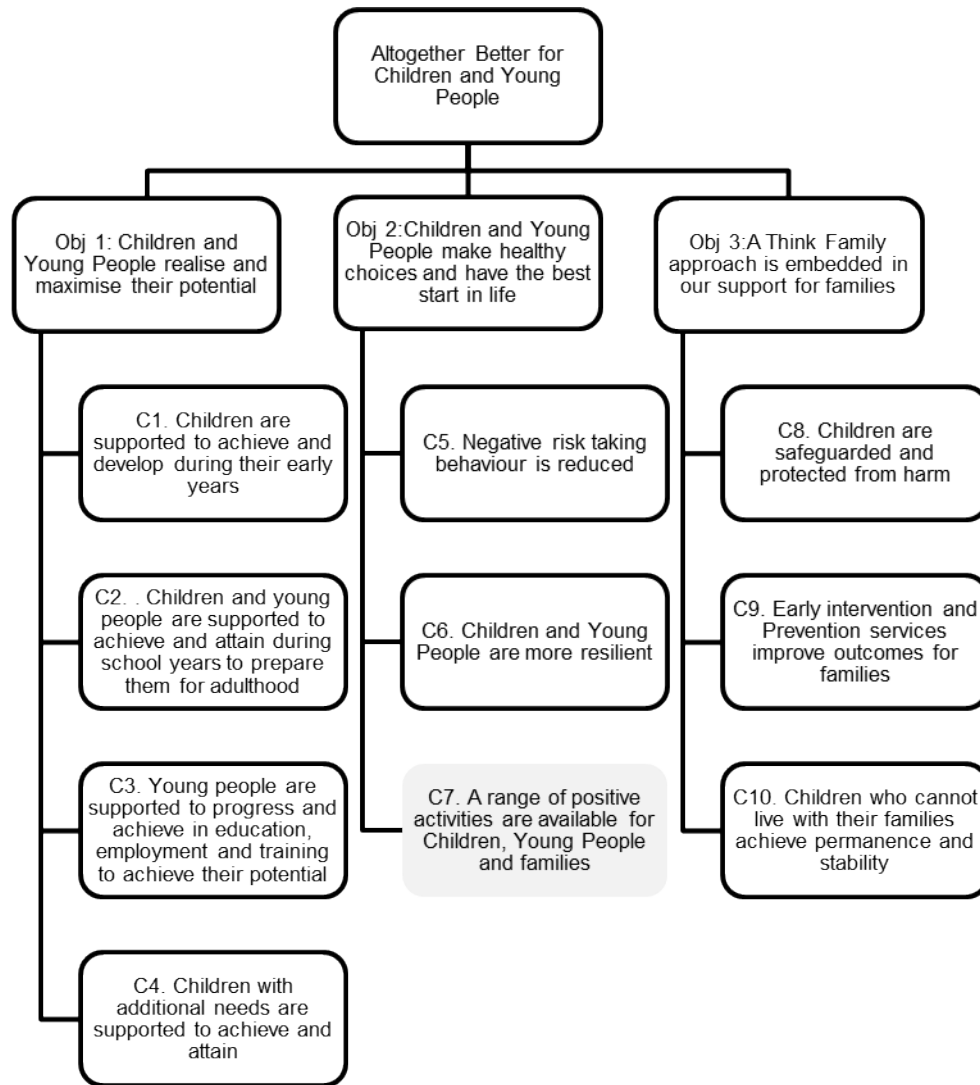 Altogether Better for
Children and Young
People
Obj 1: Children and
Young People realise and
maximise their potential
Obj 2:Children and Young
People make healthy
choices and have the best
start in life
Obj 3:A Think Family
approach is embedded in
our support for families
C1. Children are
supported to achieve and
develop during their early
years
C2. . Children and young
people are supported to
achieve and attain during
school years to prepare
them for adulthood
C3. Young people are
supported to progress and
achieve in education,
employment and training
to achieve their potential
C4. Children with
additional needs are
supported to achieve and
attain
C5. Negative risk taking
behaviour is reduced
C6. Children and Young
People are more resilient
C7. A range of positive
activities are available for
Children, Young People
and families
C8. Children are
safeguarded and
protected from harm
C9. Early intervention and
Prevention services
improve outcomes for
families
C10. Children who cannot
live with their families
achieve permanence and
stability